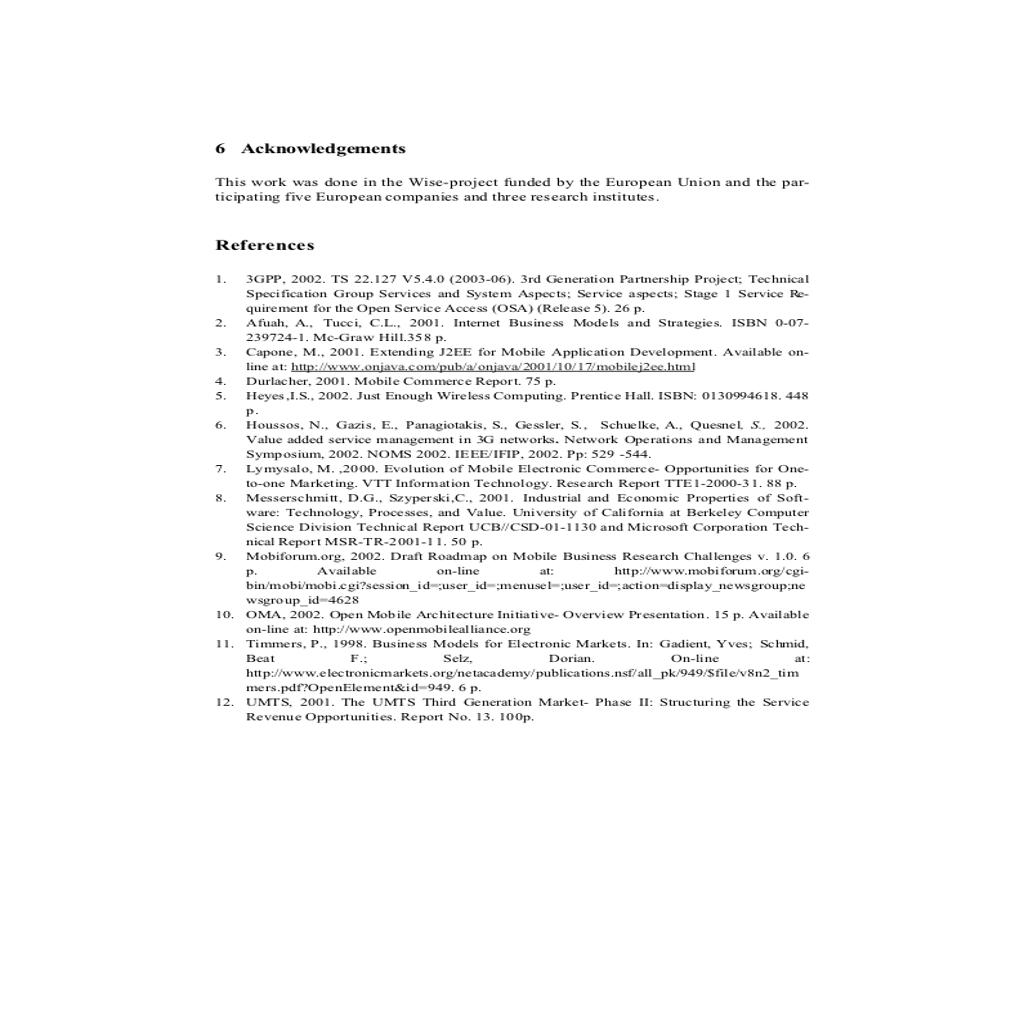 6 Acknowledgements
This work was done in the Wise-project funded by the European Union and the par-
ticipating five European companies and three research institutes.
References
1. 3GPP, 2002. TS 22.127 V5.4.0 (2003-06). 3rd Generation Partnership Project; Technical
Specification Group Services and System Aspects; Service aspects; Stage 1 Service Re-
quirement for the Open Service Access (OSA) (Release 5). 26 p.
2. Afuah, A., Tucci, C.L., 2001. Internet Business Models and Strategies. ISBN 0-07-
239724-1. Mc-Graw Hill.358 p.
3. Capone, M., 2001. Extending J2EE for Mobile Application Development. Available on-
line at: http://www.onjava.com/pub/a/onjava/2001/10/17/mobilej2ee.html
4. Durlacher, 2001. Mobile Commerce Report. 75 p.
5. Heyes,I.S., 2002. Just Enough Wireless Computing. Prentice Hall. ISBN: 0130994618. 448
p.
6. Houssos, N., Gazis, E., Panagiotakis, S., Gessler, S., Schuelke, A., Quesnel, S., 2002.
Value added service management in 3G networks. Network Operations and Management
Symposium, 2002. NOMS 2002. IEEE/IFIP, 2002. Pp: 529 -544.
7. Lymysalo, M. ,2000. Evolution of Mobile Electronic Commerce- Opportunities for One-
to-one Marketing. VTT Information Technology. Research Report TTE1-2000-31. 88 p.
8. Messerschmitt, D.G., Szyperski,C., 2001. Industrial and Economic Properties of Soft-
ware: Technology, Processes, and Value. University of California at Berkeley Computer
Science Division Technical Report UCB//CSD-01-1130 and Microsoft Corporation Tech-
nical Report MSR-TR-2001-11. 50 p.
9. Mobiforum.org, 2002. Draft Roadmap on Mobile Business Research Challenges v. 1.0. 6
p. Available on-line at: http://www.mobiforum.org/cgi-
bin/mobi/mobi.cgi?session_id=;user_id=;menusel=;user_id=;action=display_newsgroup;ne
wsgroup_id=4628
10. OMA, 2002. Open Mobile Architecture Initiative- Overview Presentation. 15 p. Available
on-line at: http://www.openmobilealliance.org
11. Timmers, P., 1998. Business Models for Electronic Markets. In: Gadient, Yves; Schmid,
Beat F.; Selz, Dorian. On-line at:
http://www.electronicmarkets.org/netacademy/publications.nsf/all_pk/949/$file/v8n2_tim
mers.pdf?OpenElement&id=949. 6 p.
12. UMTS, 2001. The UMTS Third Generation Market- Phase II: Structuring the Service
Revenue Opportunities. Report No. 13. 100p.